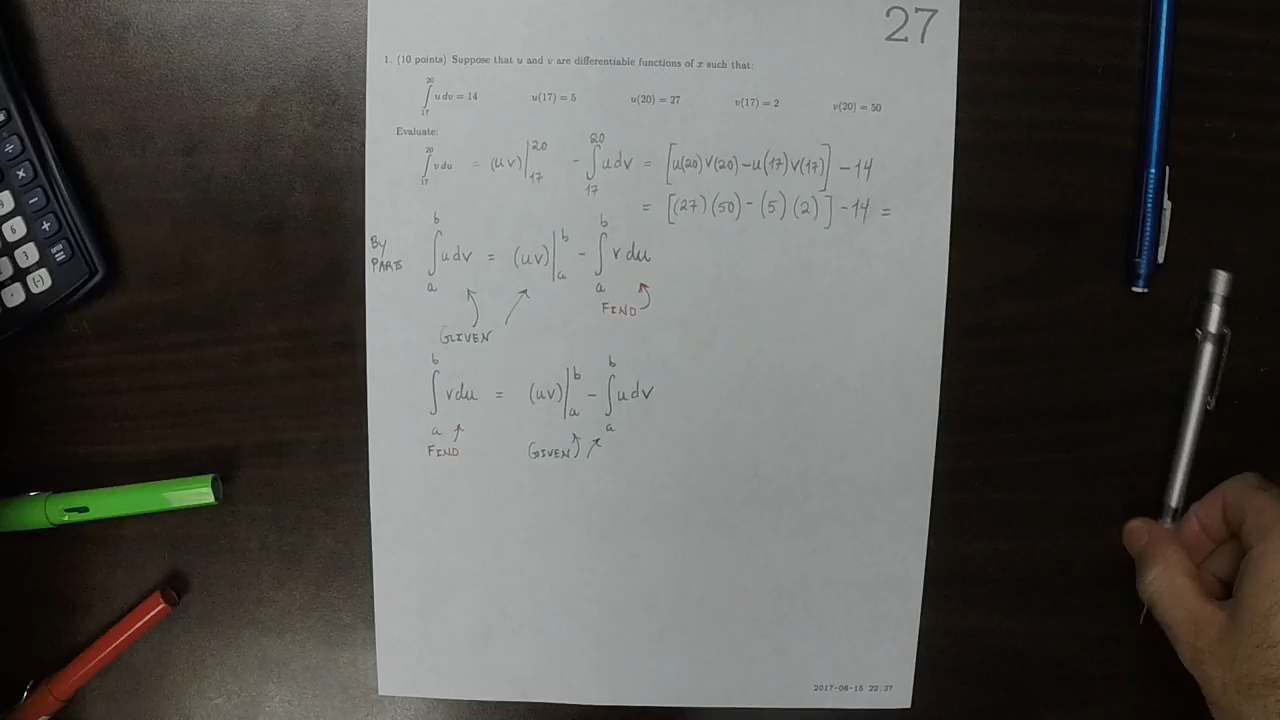 27
1. (10 points) Suppose that u and v are differentiable functions of x such that:
∫_17^20 u dv = 14 u(17) = 5 u(20) = 27 v(17) = 2 v(20) = 50
Evaluate:
∫_17^20 v du = (uv)|_17^20 - ∫_17^20 u dv = [u(20)v(20) - u(17)v(17)] - 14
= [(27)(50) - (5)(2)] - 14 =
By PARTS ∫_a^b u dv = (uv)|_a^b - ∫_a^b v du
FIND
GIVEN
∫_a^b v du = (uv)|_a^b - ∫_a^b u dv
FIND GIVEN
2017-06-15 22:37